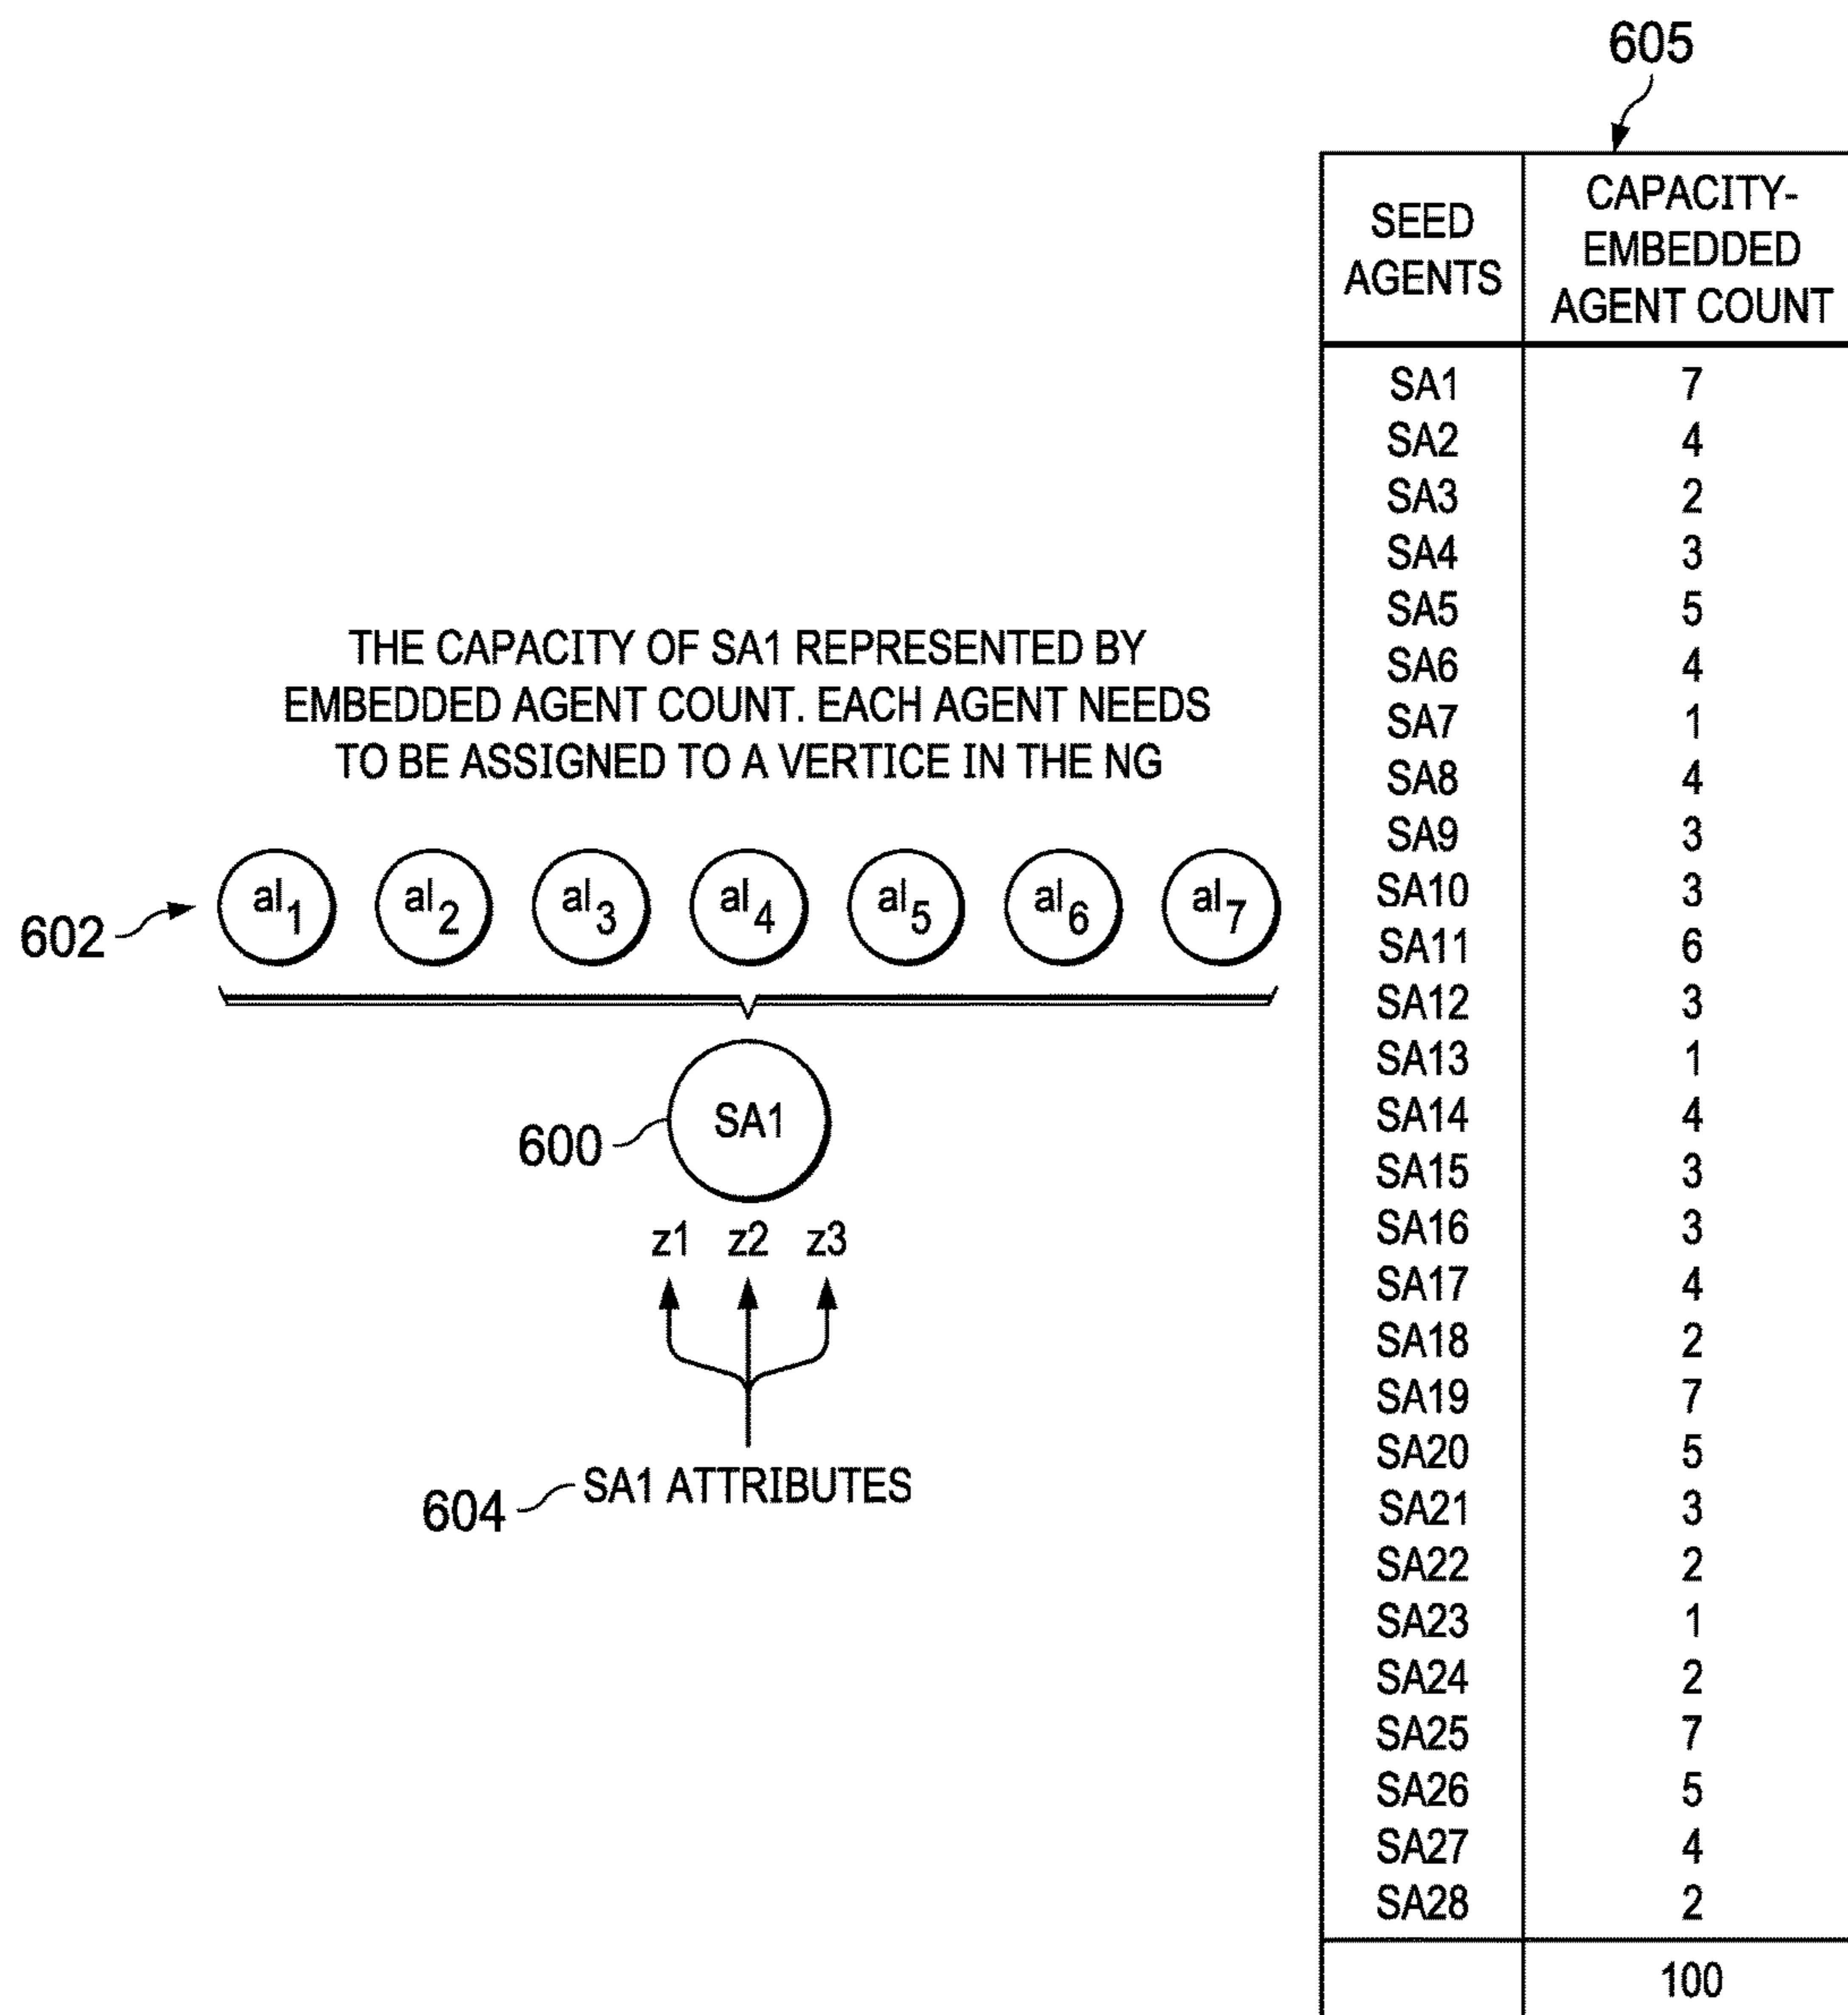 605
SEED AGENTS | CAPACITY-EMBEDDED AGENT COUNT
SA1 7
SA2 4
SA3 2
SA4 3
SA5 5
SA6 4
SA7 1
SA8 4
SA9 3
SA10 3
SA11 6
SA12 3
SA13 1
SA14 4
SA15 3
SA16 3
SA17 4
SA18 2
SA19 7
SA20 5
SA21 3
SA22 2
SA23 1
SA24 2
SA25 7
SA26 5
SA27 4
SA28 2
100
THE CAPACITY OF SA1 REPRESENTED BY
EMBEDDED AGENT COUNT. EACH AGENT NEEDS
TO BE ASSIGNED TO A VERTICE IN THE NG
602 al1 al2 al3 al4 al5 al6 al7
600 SA1
z1 z2 z3
604 SA1 ATTRIBUTES